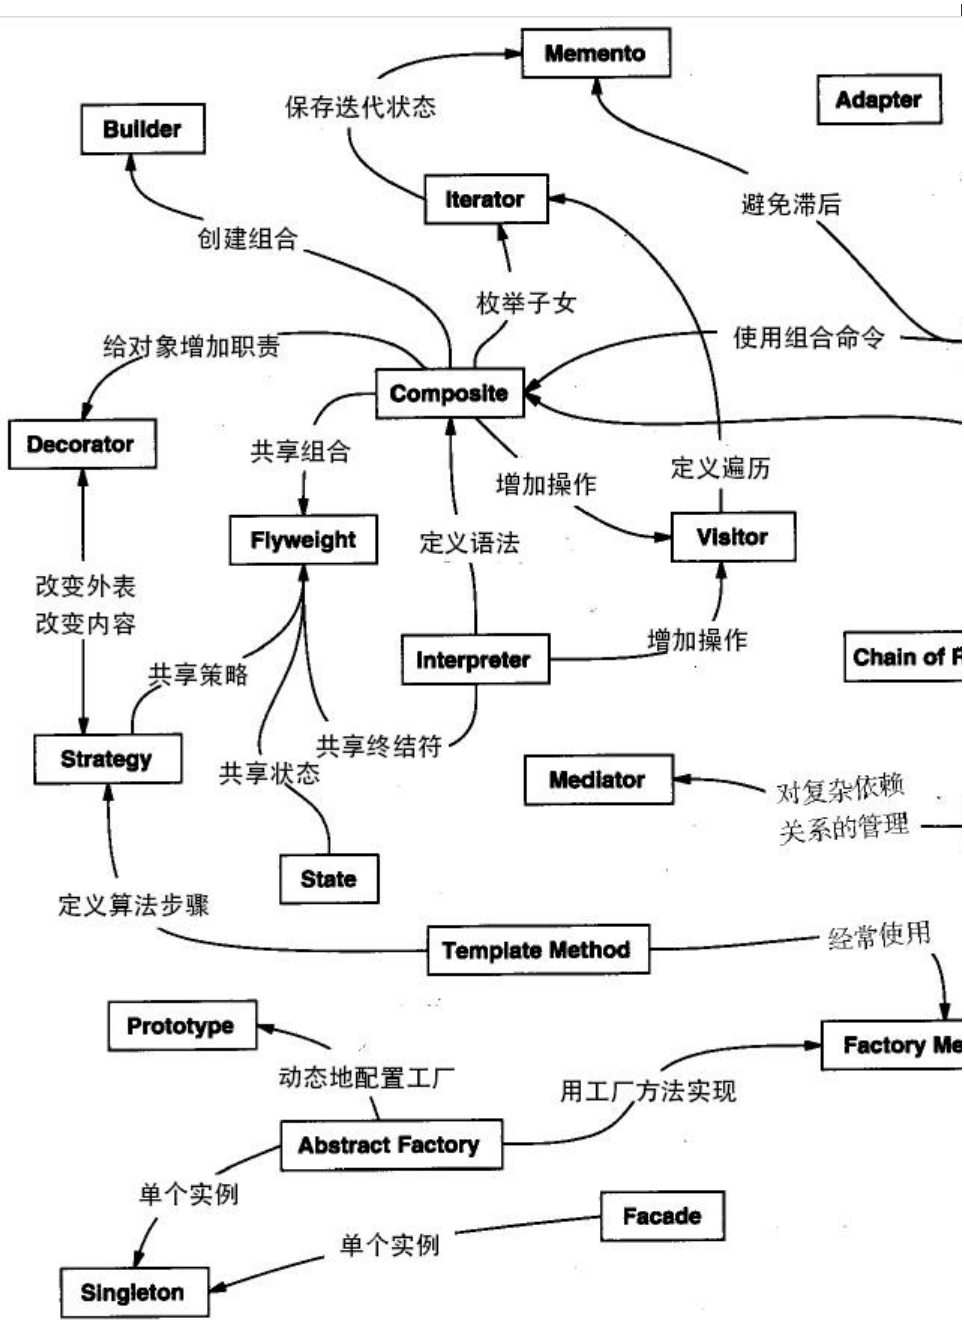 Memento
Adapter
保存迭代状态
Builder
Iterator
避免滞后
创建组合
枚举子女
使用组合命令
给对象增加职责
Composite
Decorator
共享组合
定义遍历
增加操作
Flyweight
定义语法
Visitor
改变外表
改变内容
增加操作
Interpreter
Chain of R
共享策略
共享终结符
Strategy
共享状态
Mediator
对复杂依赖
关系的管理
State
定义算法步骤
Template Method
经常使用
Prototype
Factory Me
动态地配置工厂
用工厂方法实现
Abstract Factory
单个实例
Facade
单个实例
Singleton